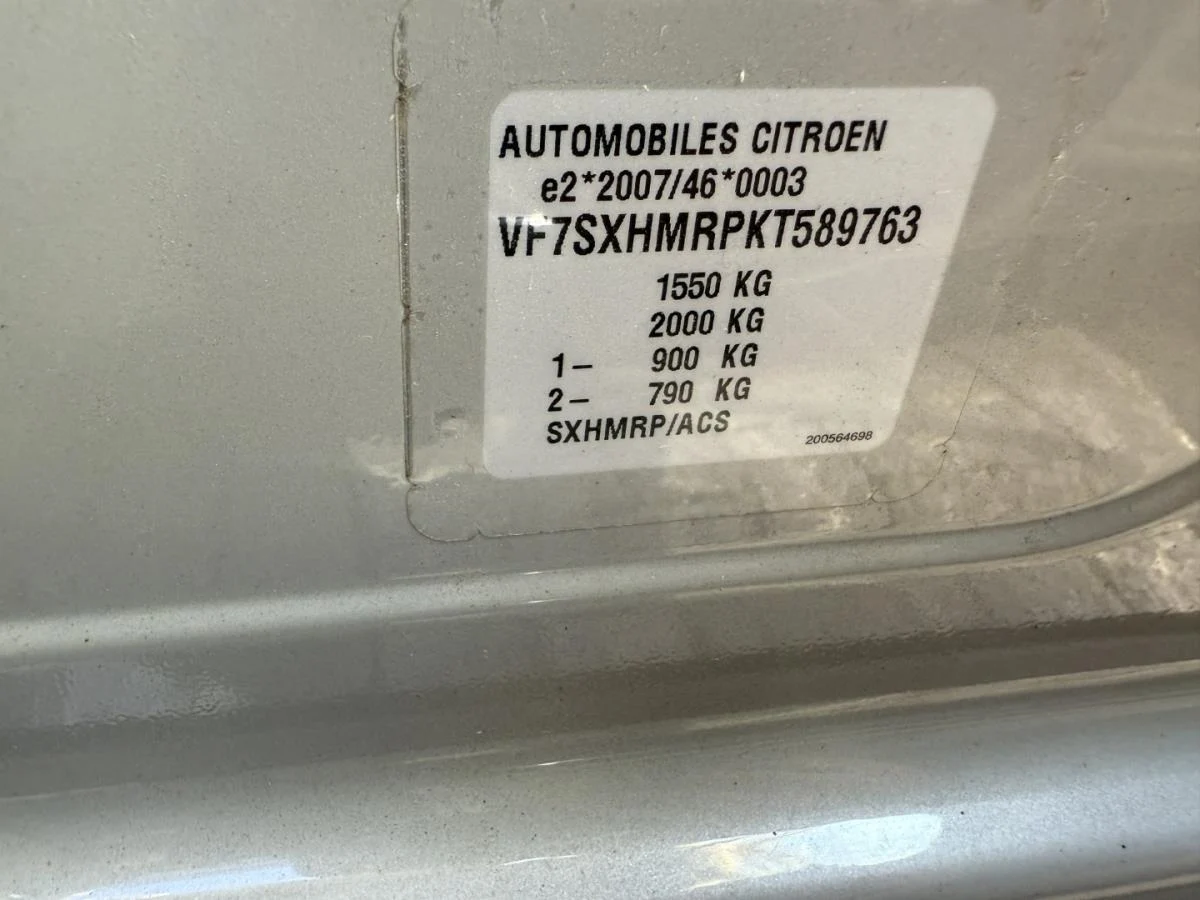 AUTOMOBILES CITROEN
e2*2007/46*0003
VF7SXHMRPKT589763
1550 KG
2000 KG
1- 900 KG
2- 790 KG
SXHMRP/ACS
200564698